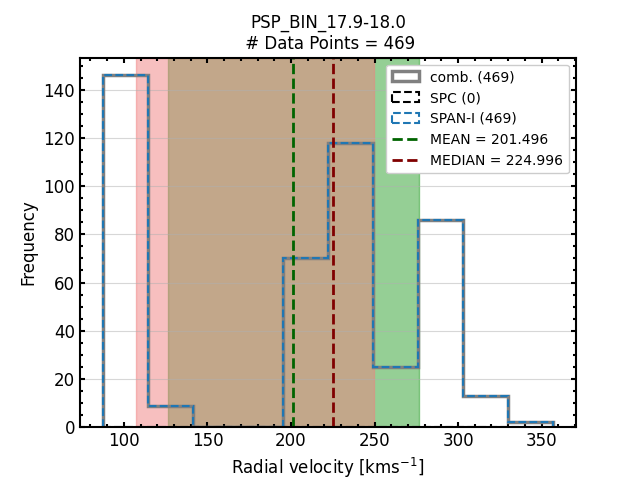 PSP_BIN_17.9-18.0
# Data Points = 469
comb. (469)
SPC (0)
SPAN-I (469)
MEAN = 201.496
MEDIAN = 224.996
140
120
100
80
60
40
20
0
Frequency
100 150 200 250 300 350
Radial velocity [kms⁻¹]